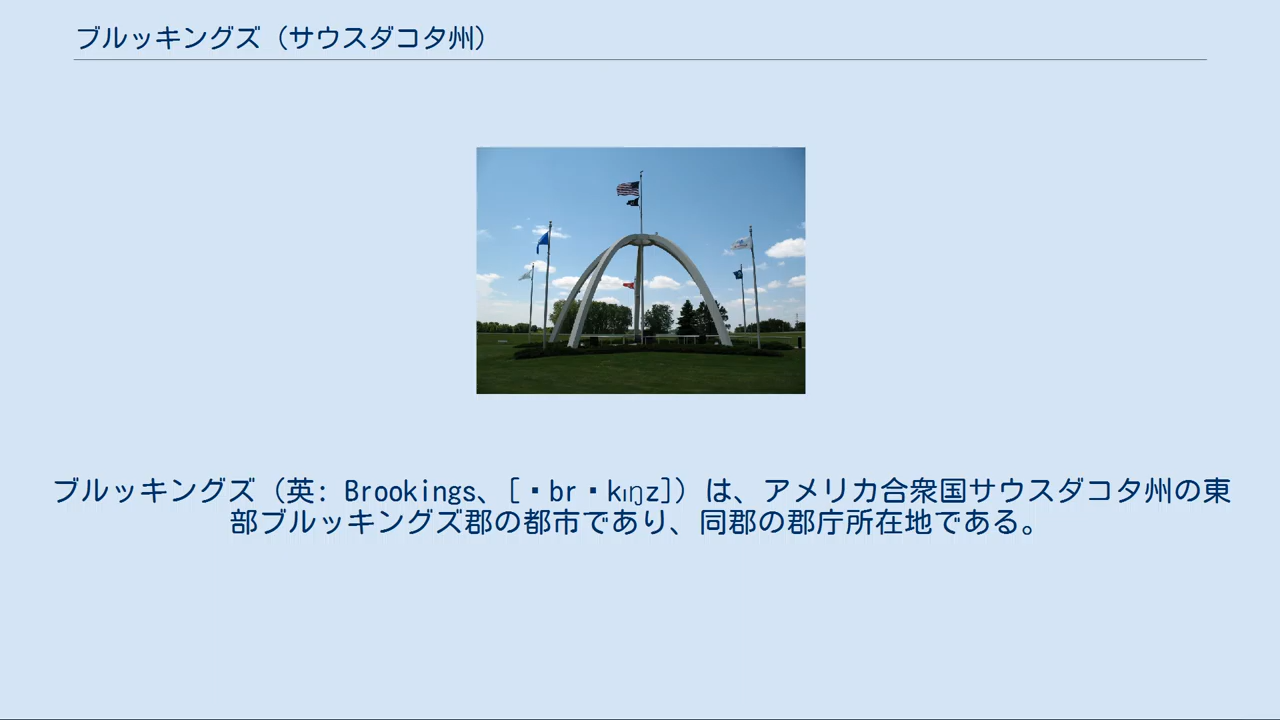 ブルッキングズ（サウスダコタ州）
ブルッキングズ（英: Brookings、[・br・kɪŋz]）は、アメリカ合衆国サウスダコタ州の東
部ブルッキングズ郡の都市であり、同郡の郡庁所在地である。